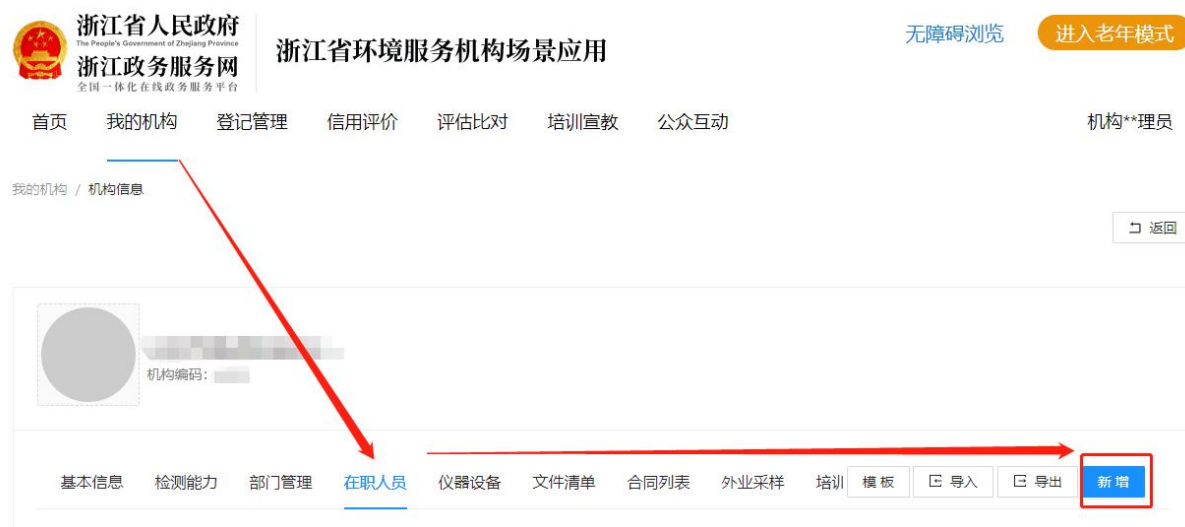 浙江省人民政府
The People's Government of Zhejiang Province
浙江政务服务网
全国一体化在线政务服务平台
浙江省环境服务机构场景应用
无障碍浏览
进入老年模式
首页 我的机构 登记管理 信用评价 评估比对 培训宣教 公众互动 机构**理员
我的机构 / 机构信息
返回
机构编码：
基本信息 检测能力 部门管理 在职人员 仪器设备 文件清单 合同列表 外业采样 培训 模板 导入 导出 新增